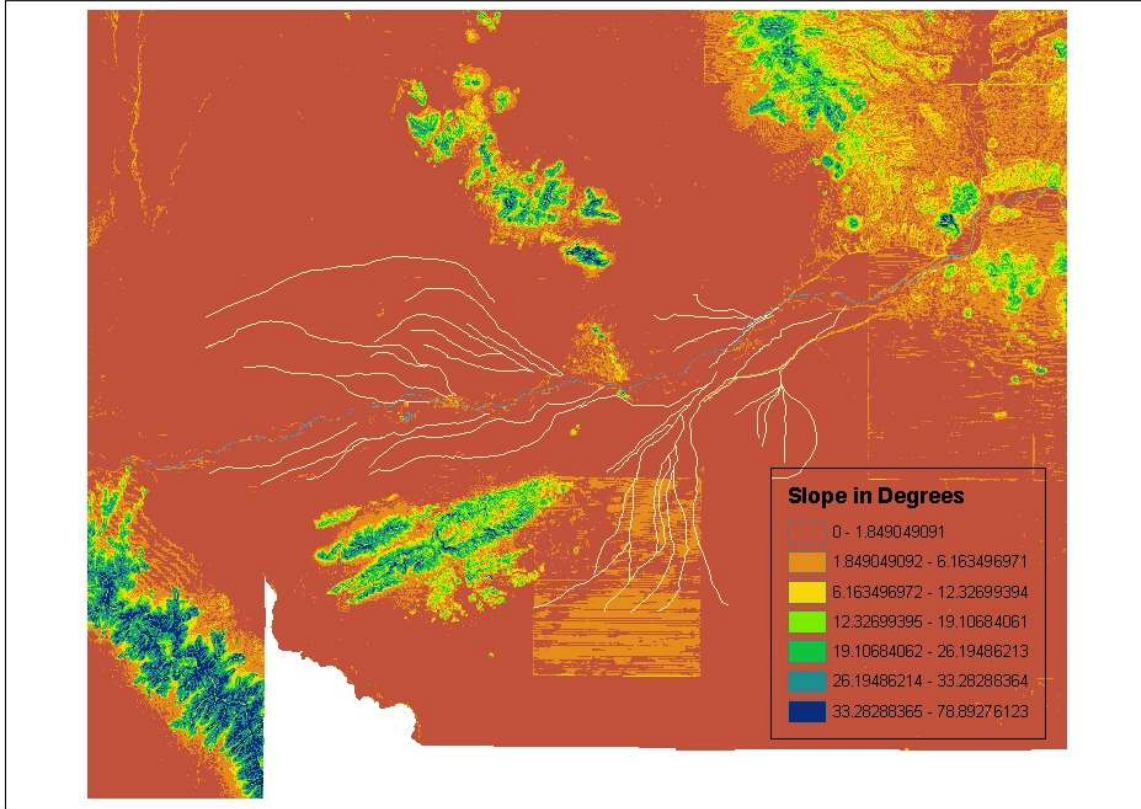 Slope in Degrees
0 - 1.849049091
1.849049092 - 6.163496971
6.163496972 - 12.32699394
12.32699395 - 19.10684061
19.10684062 - 26.19486213
26.19486214 - 33.28288364
33.28288365 - 78.89276123